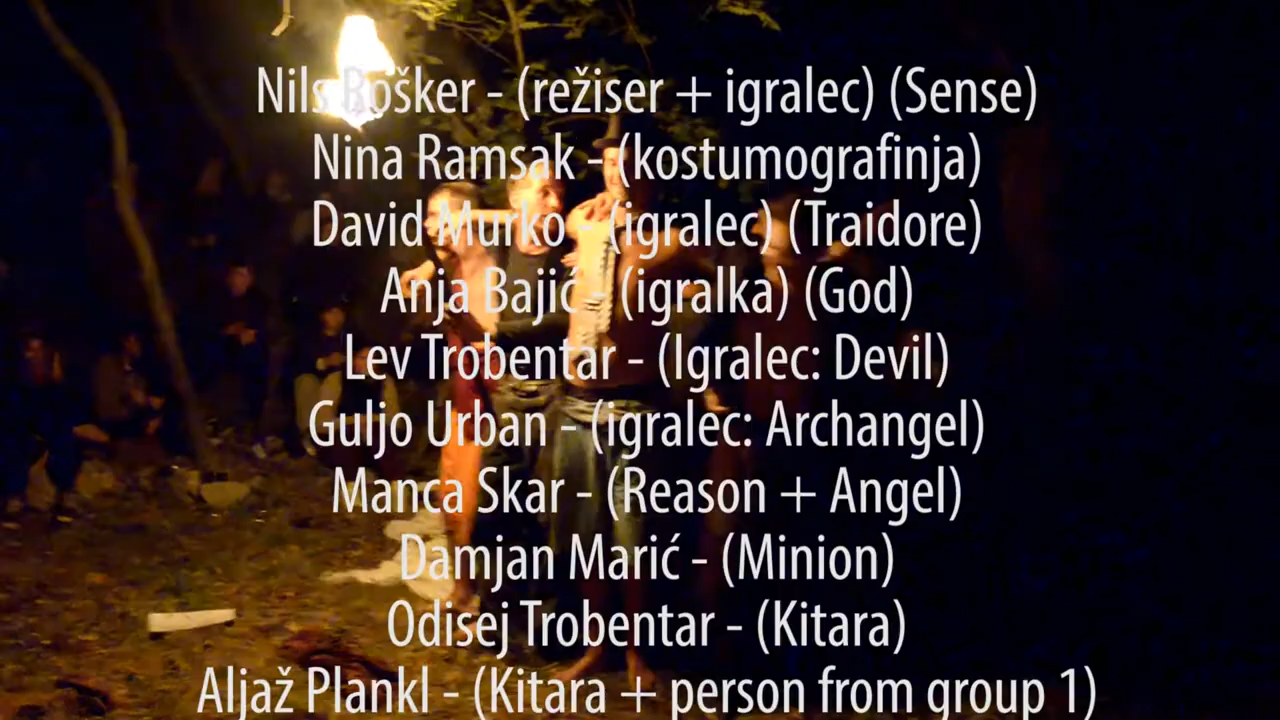 Nils Rošker - (režiser + igralec) (Sense)
Nina Ramsak - (kostumografinja)
David Murko - (igralec) (Traidore)
Anja Bajić - (igralka) (God)
Lev Trobentar - (Igralec: Devil)
Guljo Urban - (igralec: Archangel)
Manca Skar - (Reason + Angel)
Damjan Marić - (Minion)
Odisej Trobentar - (Kitara)
Aljaž Plankl - (Kitara + person from group 1)